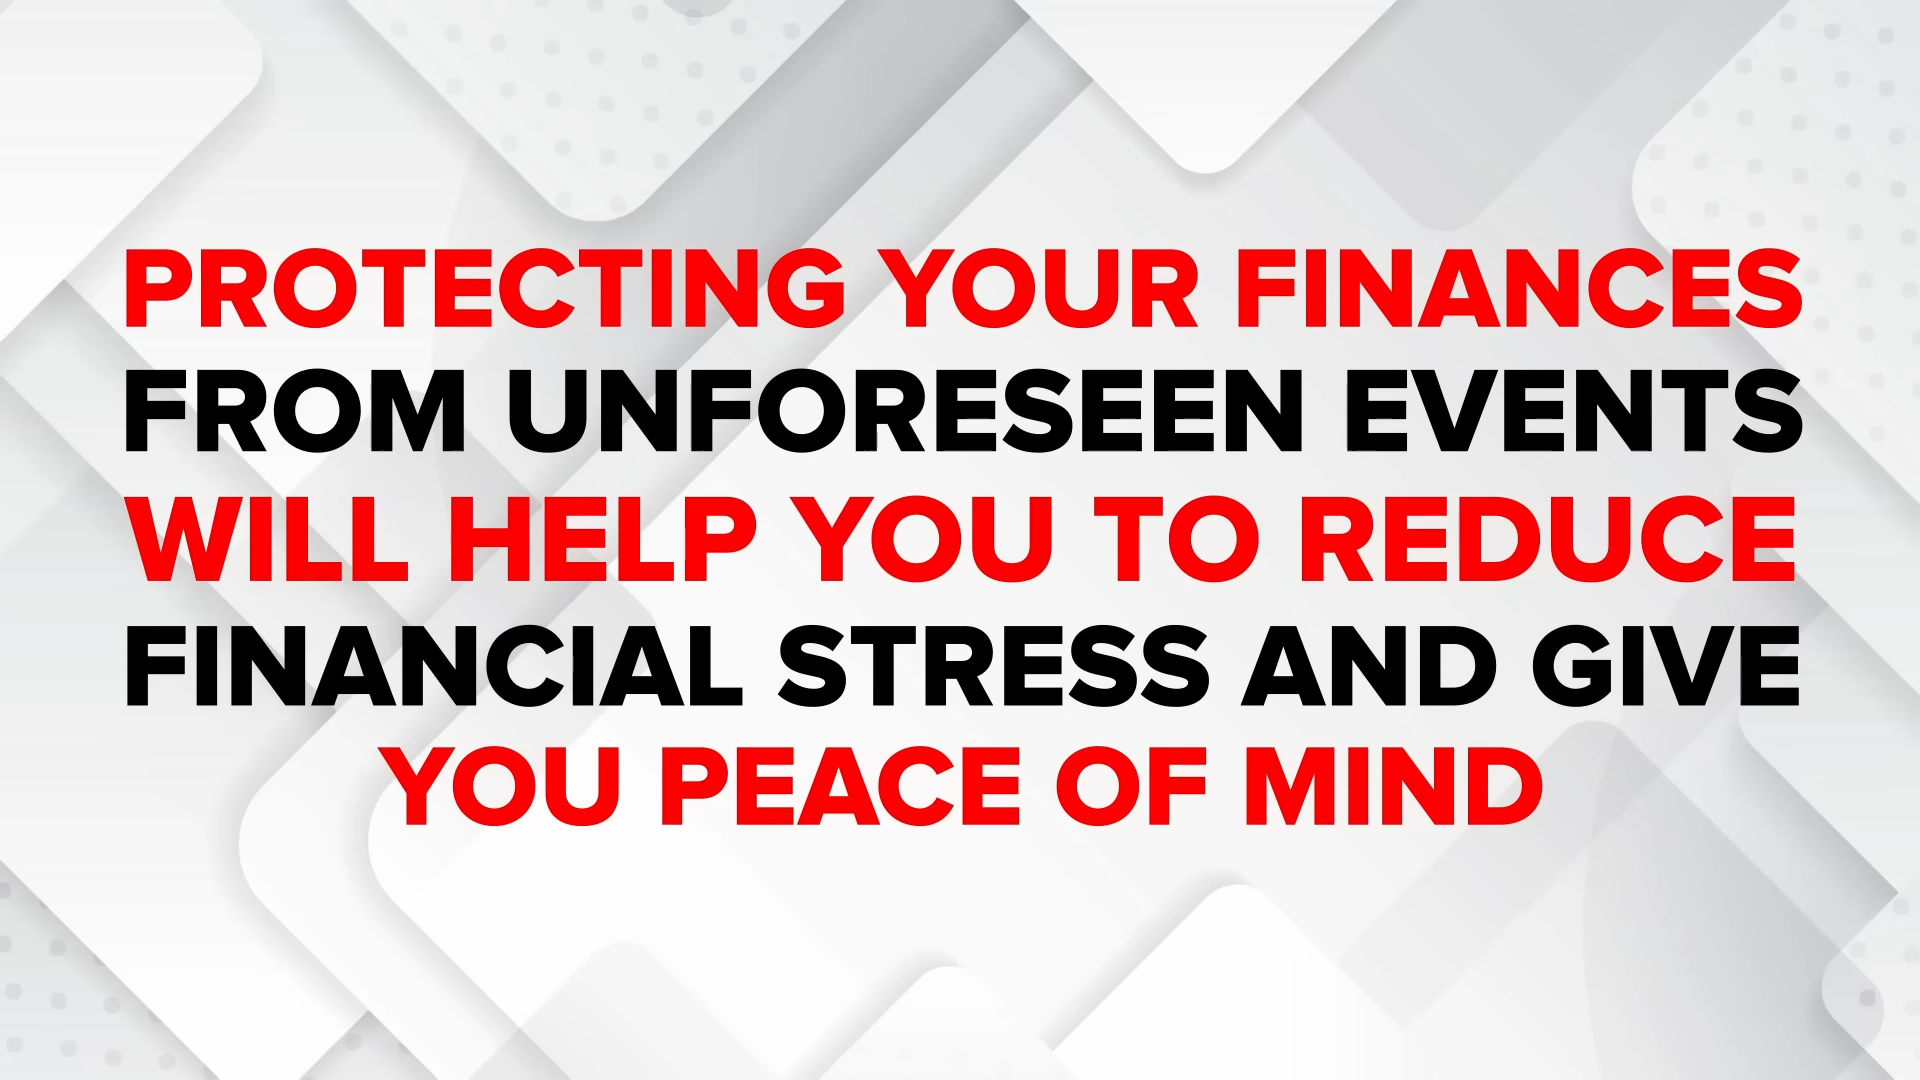 PROTECTING YOUR FINANCES
FROM UNFORESEEN EVENTS
WILL HELP YOU TO REDUCE
FINANCIAL STRESS AND GIVE
YOU PEACE OF MIND